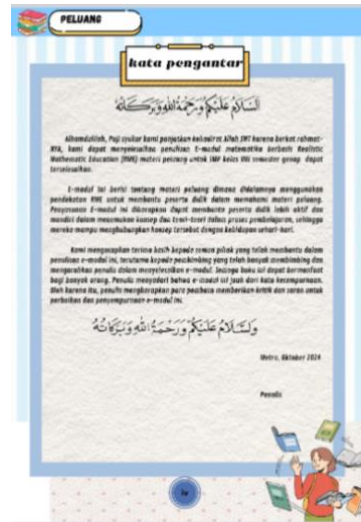 PELUANG
kata pengantar
السَّلَامُ عَلَيْكُمْ وَرَحْمَةُ اللهِ وَبَرَكَاتُهُ
Alhamdulillah, Puji syukur kami panjatkan kehadirat Allah SWT karena berkat rahmat-
NYA, kami dapat menyelesaikan penulisan E-modul matematika berbasis Realistic
Mathematic Education (RME) materi peluang untuk SMP kelas VIII semester genap dapat
terselesaikan.
E-modul ini berisi tentang materi peluang dimana didalamnya menggunakan
pendekatan RME untuk membantu peserta didik dalam memahami materi peluang.
Penyusunan E-modul ini diharapkan dapat membantu peserta didik lebih aktif dan
mandiri dalam menemukan konsep dan teori-teori dalam proses pembelajaran, sehingga
mereka mampu menghubungkan konsep tersebut dengan kehidupan sehari-hari.
Kami mengucapkan terima kasih kepada semua pihak yang telah membantu dalam
penulisan e-modul ini, terutama kepada pembimbing yang telah banyak membimbing dan
mengarahkan penulis dalam menyelesaikan e-modul. Semoga buku ini dapat bermanfaat
bagi banyak orang. Penulis menyadari bahwa e-modul ini jauh dari kata kesempurnaan.
Oleh karena itu, penulis mengharapkan para pembaca memberikan kritik dan saran untuk
perbaikan dan penyempurnaan e-modul ini.
وَالسَّلَامُ عَلَيْكُمْ وَرَحْمَةُ اللهِ وَبَرَكَاتُهُ
Metro, Oktober 2024
Penulis
iv